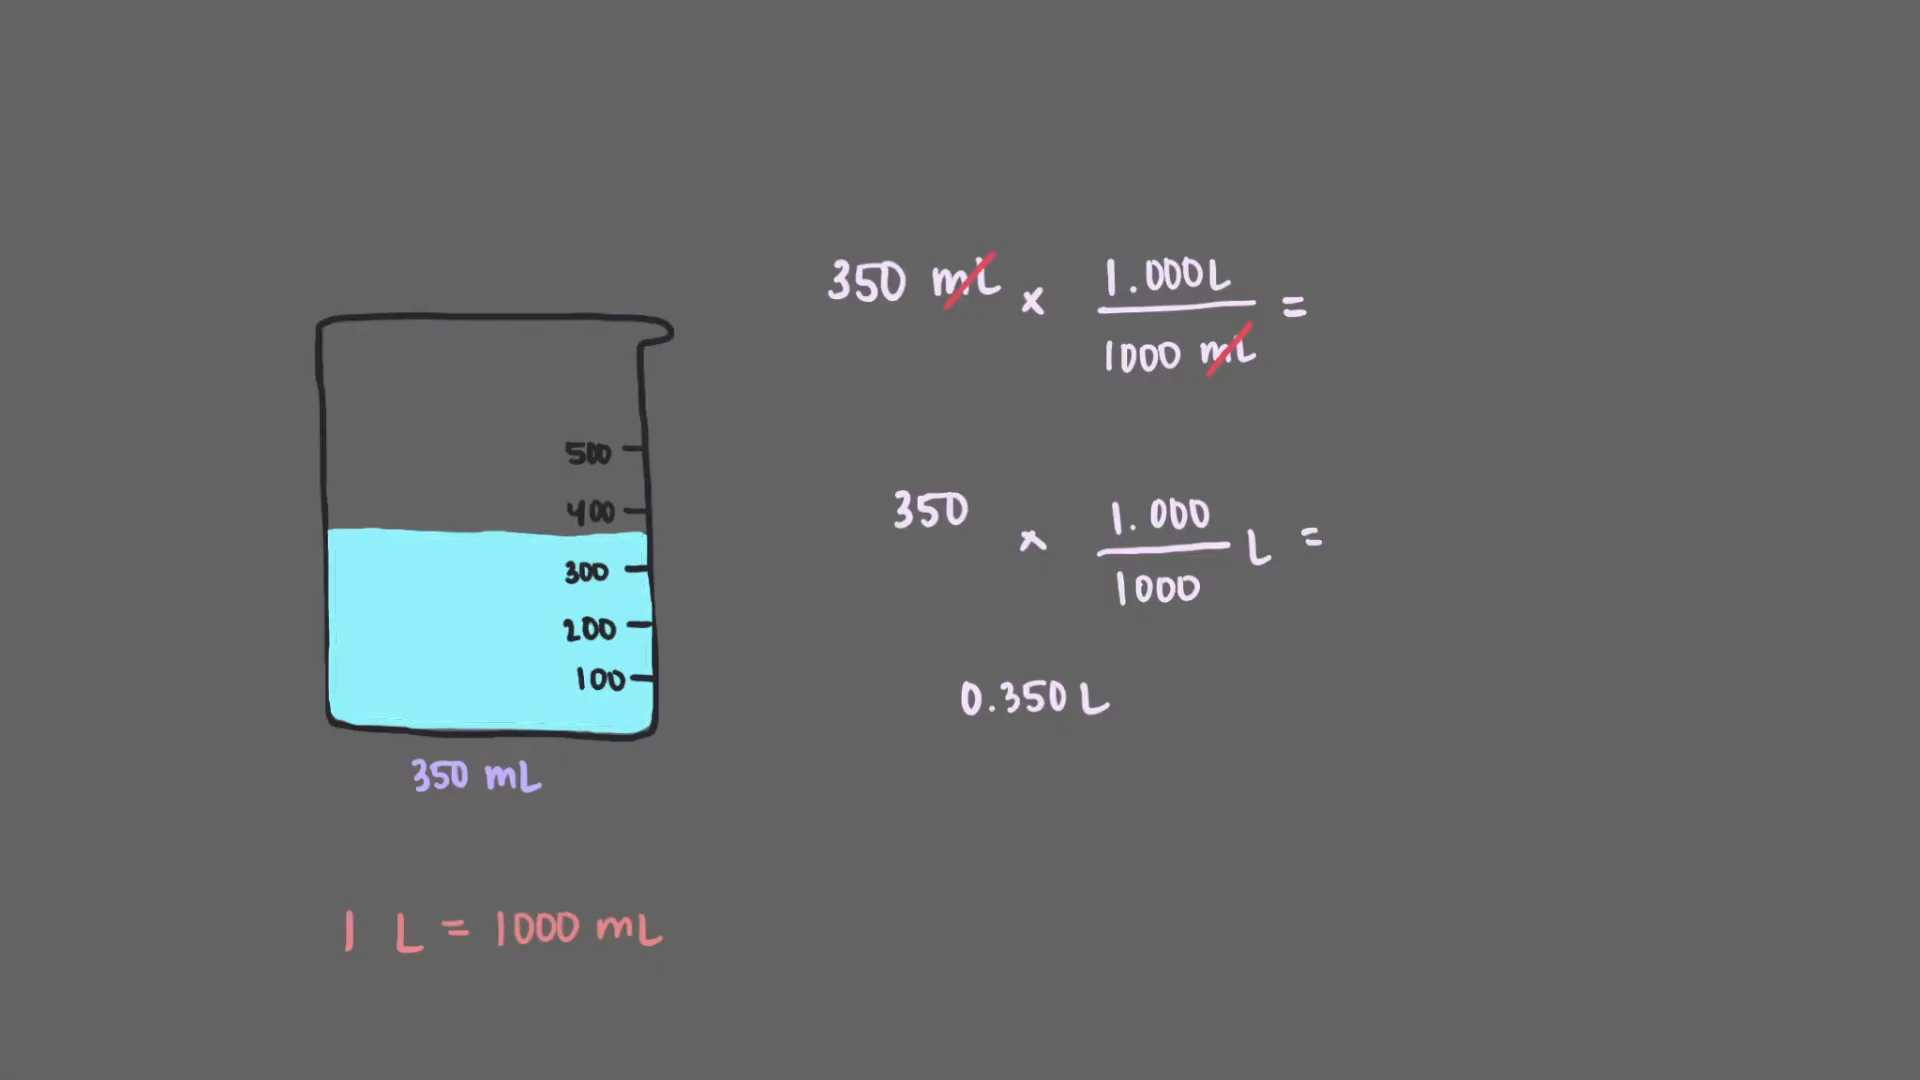 350 mL × 1.000L =
1000 mL
500
400
300
200
100
350 × 1.000 L =
1000
0.350 L
350 mL
1 L = 1000 mL